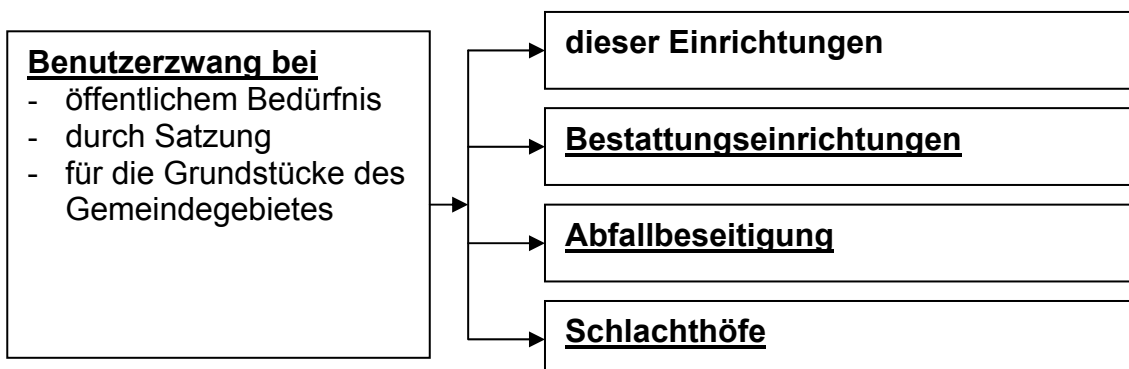 Benutzerzwang bei
- öffentlichem Bedürfnis
- durch Satzung
- für die Grundstücke des
Gemeindegebietes
dieser Einrichtungen
Bestattungseinrichtungen
Abfallbeseitigung
Schlachthöfe